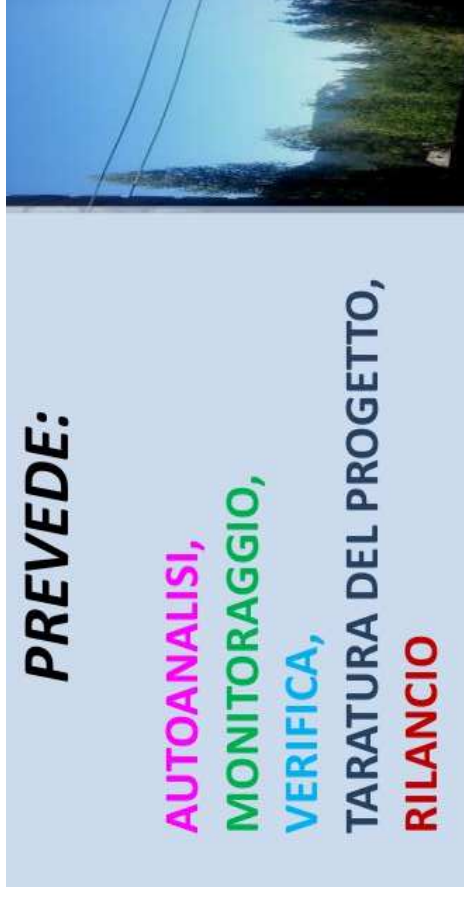 PREVEDE:
AUTOANALISI,
MONITORAGGIO,
VERIFICA,
TARATURA DEL PROGETTO,
RILANCIO